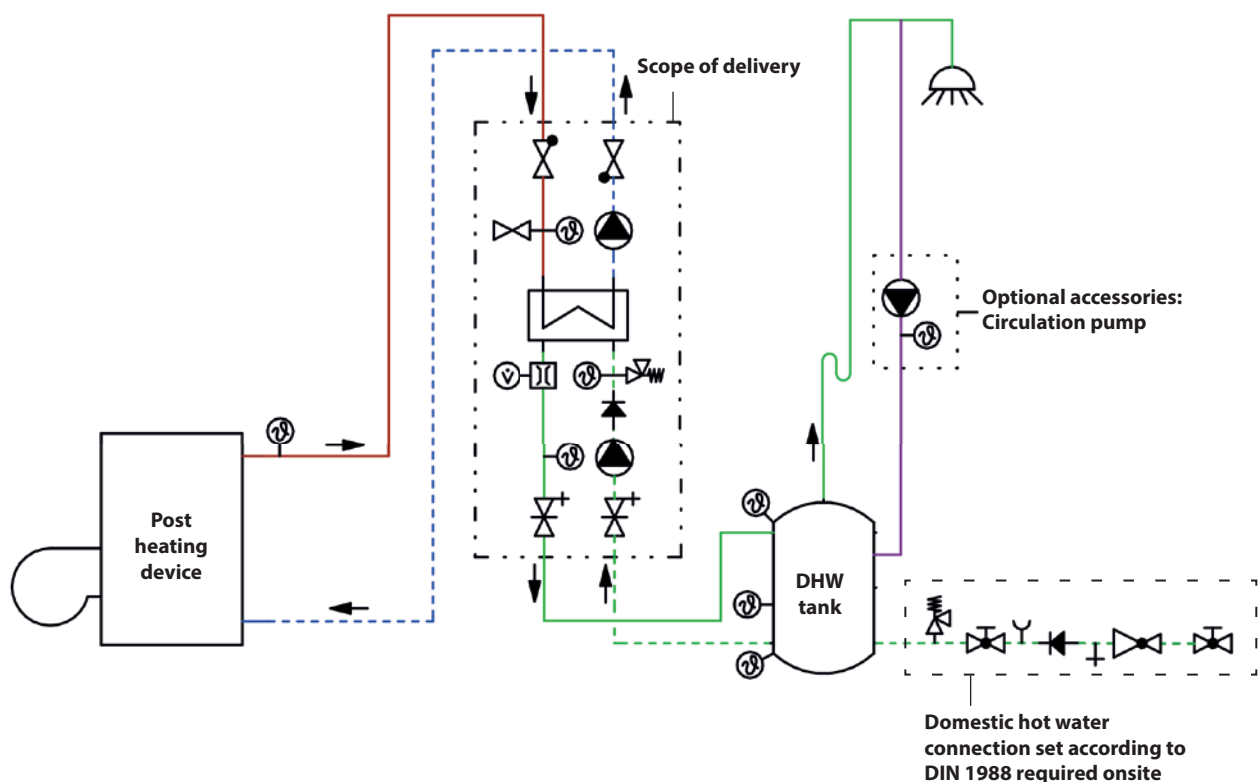 Scope of delivery
ϑ
ϑ
Optional accessories:
Circulation pump
V̇
ϑ
ϑ
ϑ
ϑ
ϑ
Post
heating
device
DHW
tank
ϑ
ϑ
Domestic hot water
connection set according to
DIN 1988 required onsite